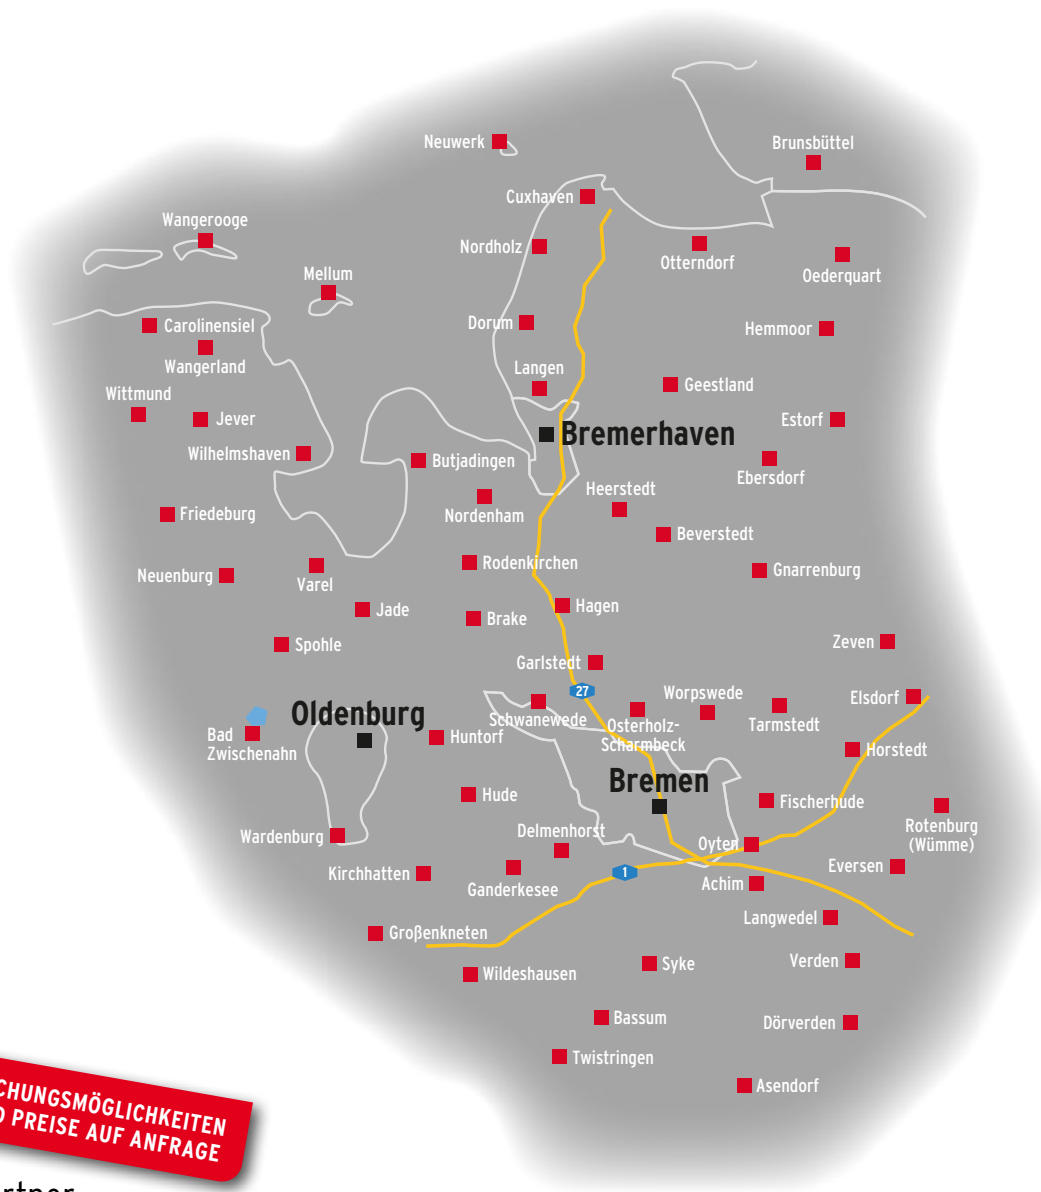 Neuwerk
Brunsbüttel
Cuxhaven
Wangerooge
Nordholz
Otterndorf
Oederquart
Mellum
Carolinensiel
Dorum
Hemmoor
Wangerland
Langen
Wittmund
Geestland
Jever
Estorf
Bremerhaven
Wilhelmshaven
Butjadingen
Ebersdorf
Heerstedt
Friedeburg
Nordenham
Beverstedt
Neuenburg
Varel
Rodenkirchen
Gnarrenburg
Jade
Brake
Hagen
Spohle
Zeven
Garlstedt
27
Worpswede
Elsdorf
Oldenburg
Schwanewede
Osterholz-
Scharmbeck
Tarmstedt
Bad
Zwischenahn
Huntorf
Horstedt
Bremen
Hude
Fischerhude
Wardenburg
Delmenhorst
Oyten
Rotenburg
(Wümme)
Kirchhatten
Ganderkesee
1
Achim
Eversen
Großenkneten
Langwedel
Wildeshausen
Syke
Verden
Bassum
Dörverden
Twistringen
Asendorf
CHUNGSMÖGLICHKEITEN
PREISE AUF ANFRAGE